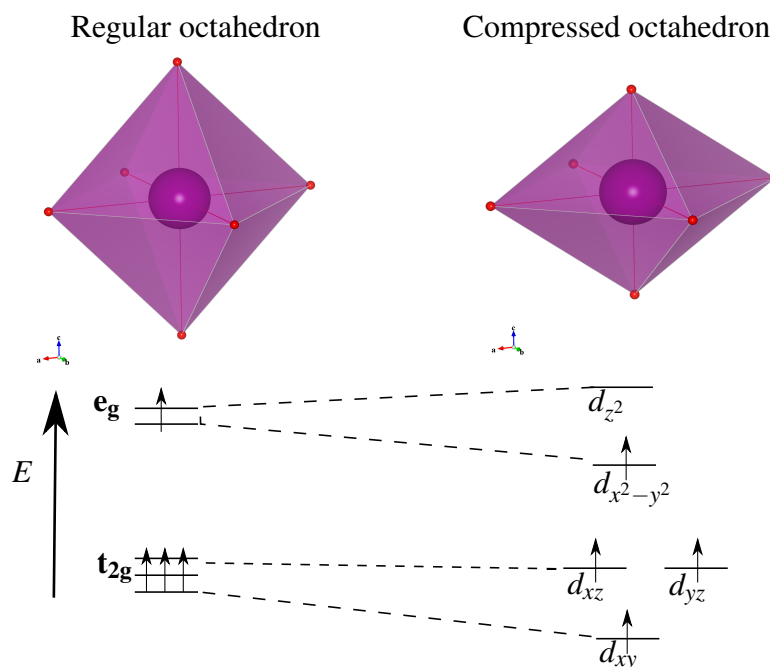 Regular octahedron
Compressed octahedron
a
c
b
a
c
b
E
e_g
t_{2g}
d_{z^2}
d_{x^2-y^2}
d_{xz}
d_{yz}
d_{xy}